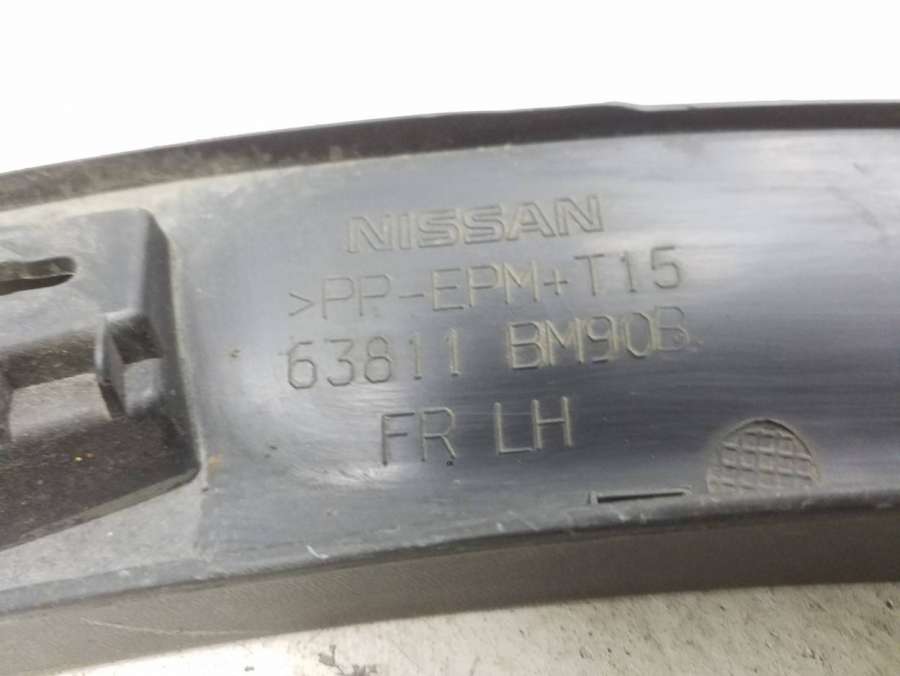 NISSAN
>PP-EPM+T15
63811 BM90B
FR LH